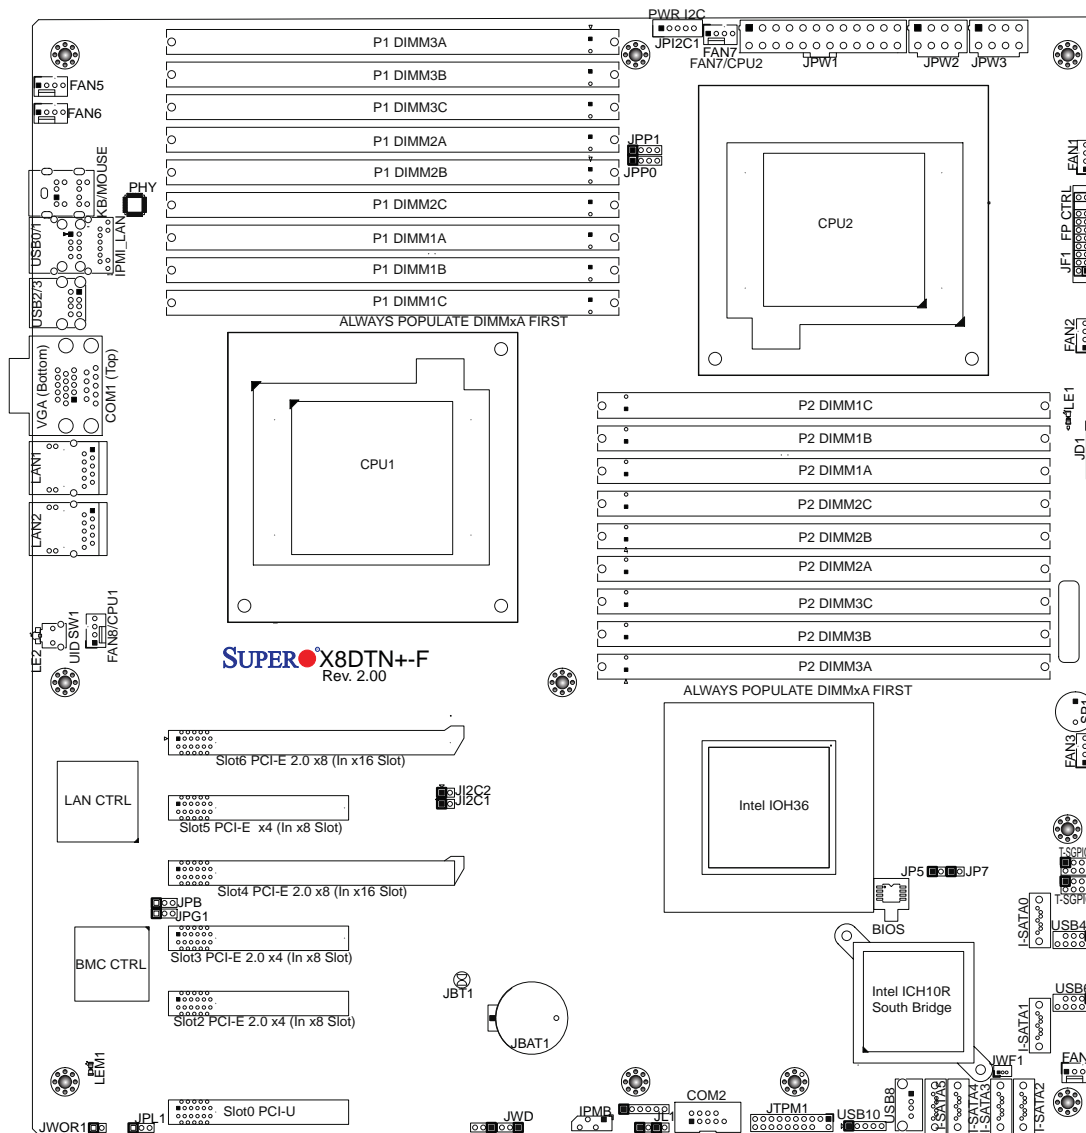 PWR I2C
JPI2C1
FAN7
FAN7/CPU2
JPW1
JPW2
JPW3
P1 DIMM3A
P1 DIMM3B
P1 DIMM3C
P1 DIMM2A
P1 DIMM2B
P1 DIMM2C
P1 DIMM1A
P1 DIMM1B
P1 DIMM1C
ALWAYS POPULATE DIMMxA FIRST
FAN5
FAN6
KB/MOUSE
PHY
USB0/1
IPMI_LAN
USB2/3
VGA (Bottom)
COM1 (Top)
LAN1
LAN2
JPP1
JPP0
CPU2
FAN1
JF1 FP CTRL
FAN2
LE1
JD1
CPU1
P2 DIMM1C
P2 DIMM1B
P2 DIMM1A
P2 DIMM2C
P2 DIMM2B
P2 DIMM2A
P2 DIMM3C
P2 DIMM3B
P2 DIMM3A
ALWAYS POPULATE DIMMxA FIRST
LE2
UID SW1
FAN8/CPU1
SUPER X8DTN+-F
Rev. 2.00
SP1
FAN3
Slot6 PCI-E 2.0 x8 (In x16 Slot)
LAN CTRL
JI2C2
JI2C1
Slot5 PCI-E x4 (In x8 Slot)
Intel IOH36
Slot4 PCI-E 2.0 x8 (In x16 Slot)
JP5
JP7
T-SGPIO
T-SGPIO
JPB
JPG1
BIOS
I-SATA0
USB4
BMC CTRL
Slot3 PCI-E 2.0 x4 (In x8 Slot)
JBT1
Intel ICH10R
South Bridge
USB6
I-SATA1
Slot2 PCI-E 2.0 x4 (In x8 Slot)
JBAT1
LEM1
JWF1
FAN
Slot0 PCI-U
JWOR1
JPL1
JWD
IPMB
JL1
COM2
JTPM1
USB10
USB8
I-SATA5
I-SATA4
I-SATA3
I-SATA2